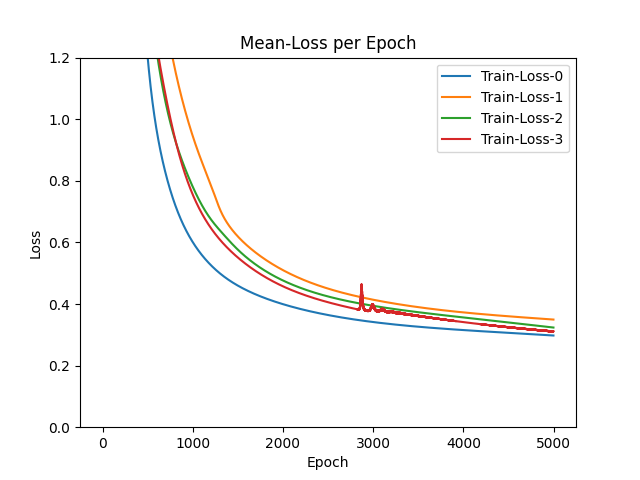 Mean-Loss per Epoch
1.2
1.0
0.8
0.6
0.4
0.2
0.0
Loss
Train-Loss-0
Train-Loss-1
Train-Loss-2
Train-Loss-3
0 1000 2000 3000 4000 5000
Epoch